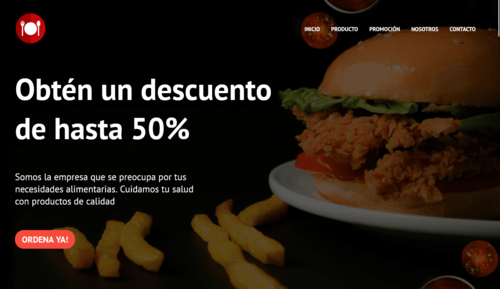 INICIO PRODUCTO PROMOCIÓN NOSOTROS CONTACTO
Obtén un descuento
de hasta 50%
Somos la empresa que se preocupa por tus
necesidades alimentarias. Cuidamos tu salud
con productos de calidad
ORDENA YA!